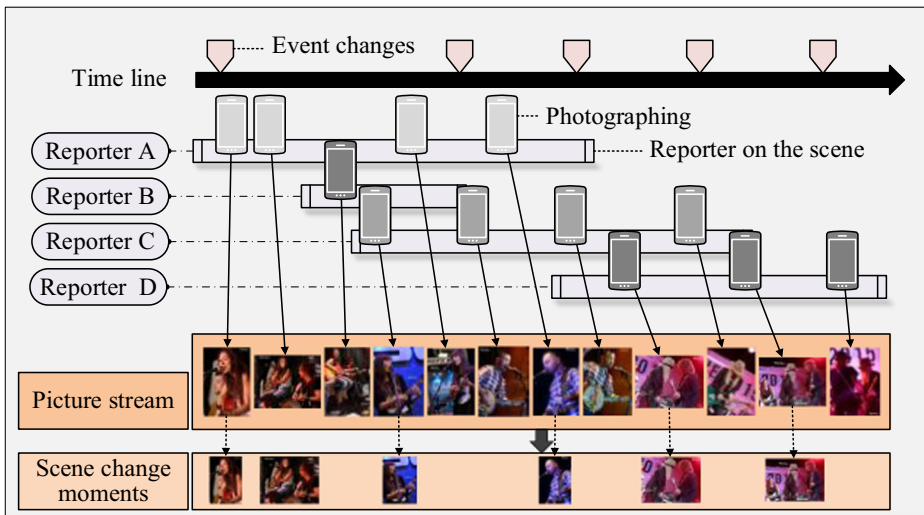 Event changes
Time line
Photographing
Reporter A
Reporter on the scene
Reporter B
Reporter C
Reporter D
Picture stream
Scene change
moments